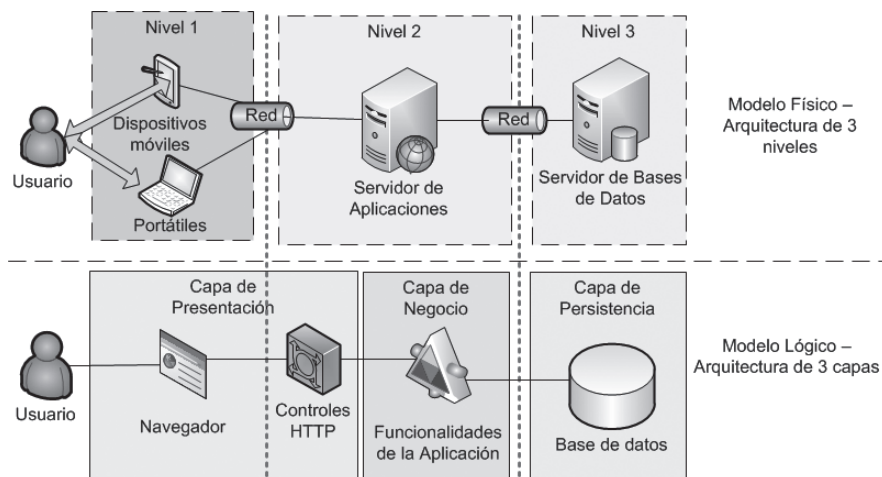 Nivel 1
Nivel 2
Nivel 3
Red
Red
Dispositivos
móviles
Usuario
Portátiles
Servidor de
Aplicaciones
Servidor de Bases
de Datos
Modelo Físico –
Arquitectura de 3
niveles
Capa de
Presentación
Capa de
Negocio
Capa de
Persistencia
Usuario
Navegador
Controles
HTTP
Funcionalidades
de la Aplicación
Base de datos
Modelo Lógico –
Arquitectura de 3 capas